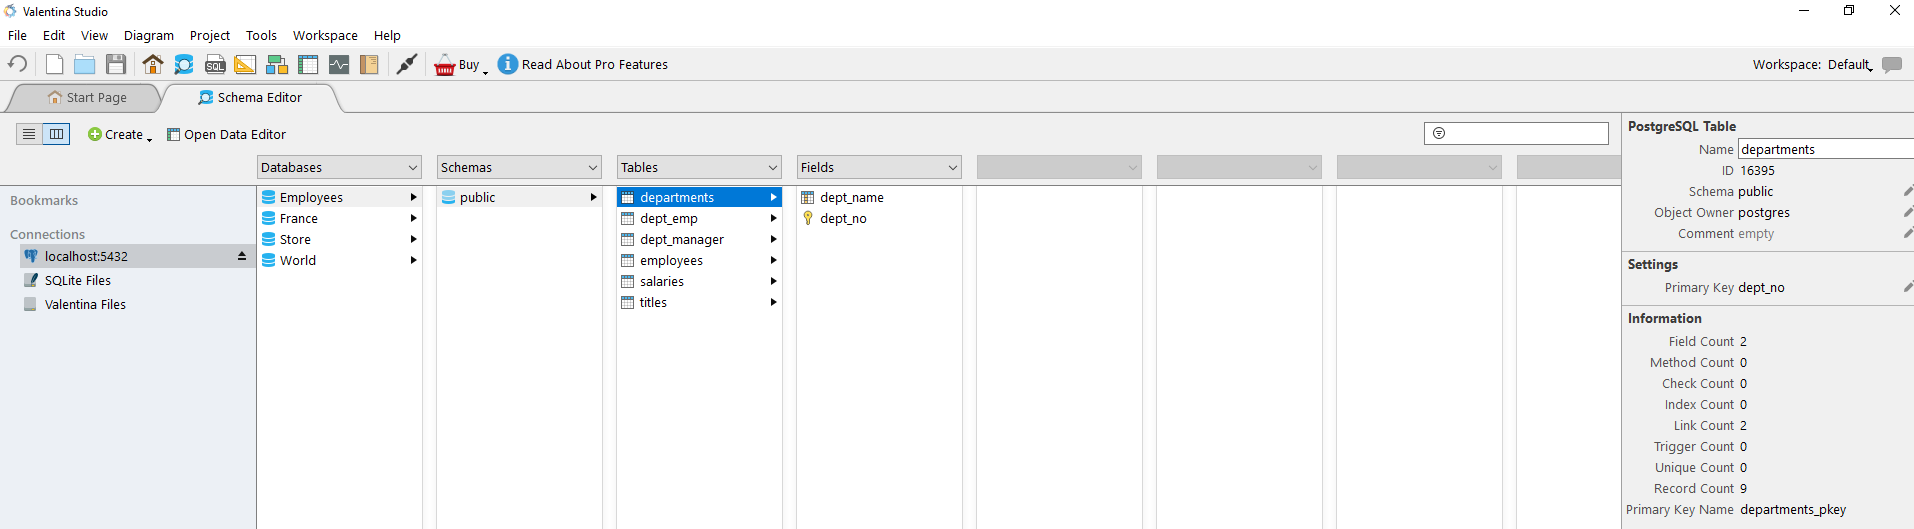 Valentina Studio
File Edit View Diagram Project Tools Workspace Help
SQL Buy Read About Pro Features Workspace: Default
Start Page Schema Editor
Create Open Data Editor
Databases Schemas Tables Fields
Bookmarks
Connections
localhost:5432
SQLite Files
Valentina Files
Employees
France
Store
World
public
departments
dept_emp
dept_manager
employees
salaries
titles
dept_name
dept_no
PostgreSQL Table
Name departments
ID 16395
Schema public
Object Owner postgres
Comment empty
Settings
Primary Key dept_no
Information
Field Count 2
Method Count 0
Check Count 0
Index Count 0
Link Count 2
Trigger Count 0
Unique Count 0
Record Count 9
Primary Key Name departments_pkey